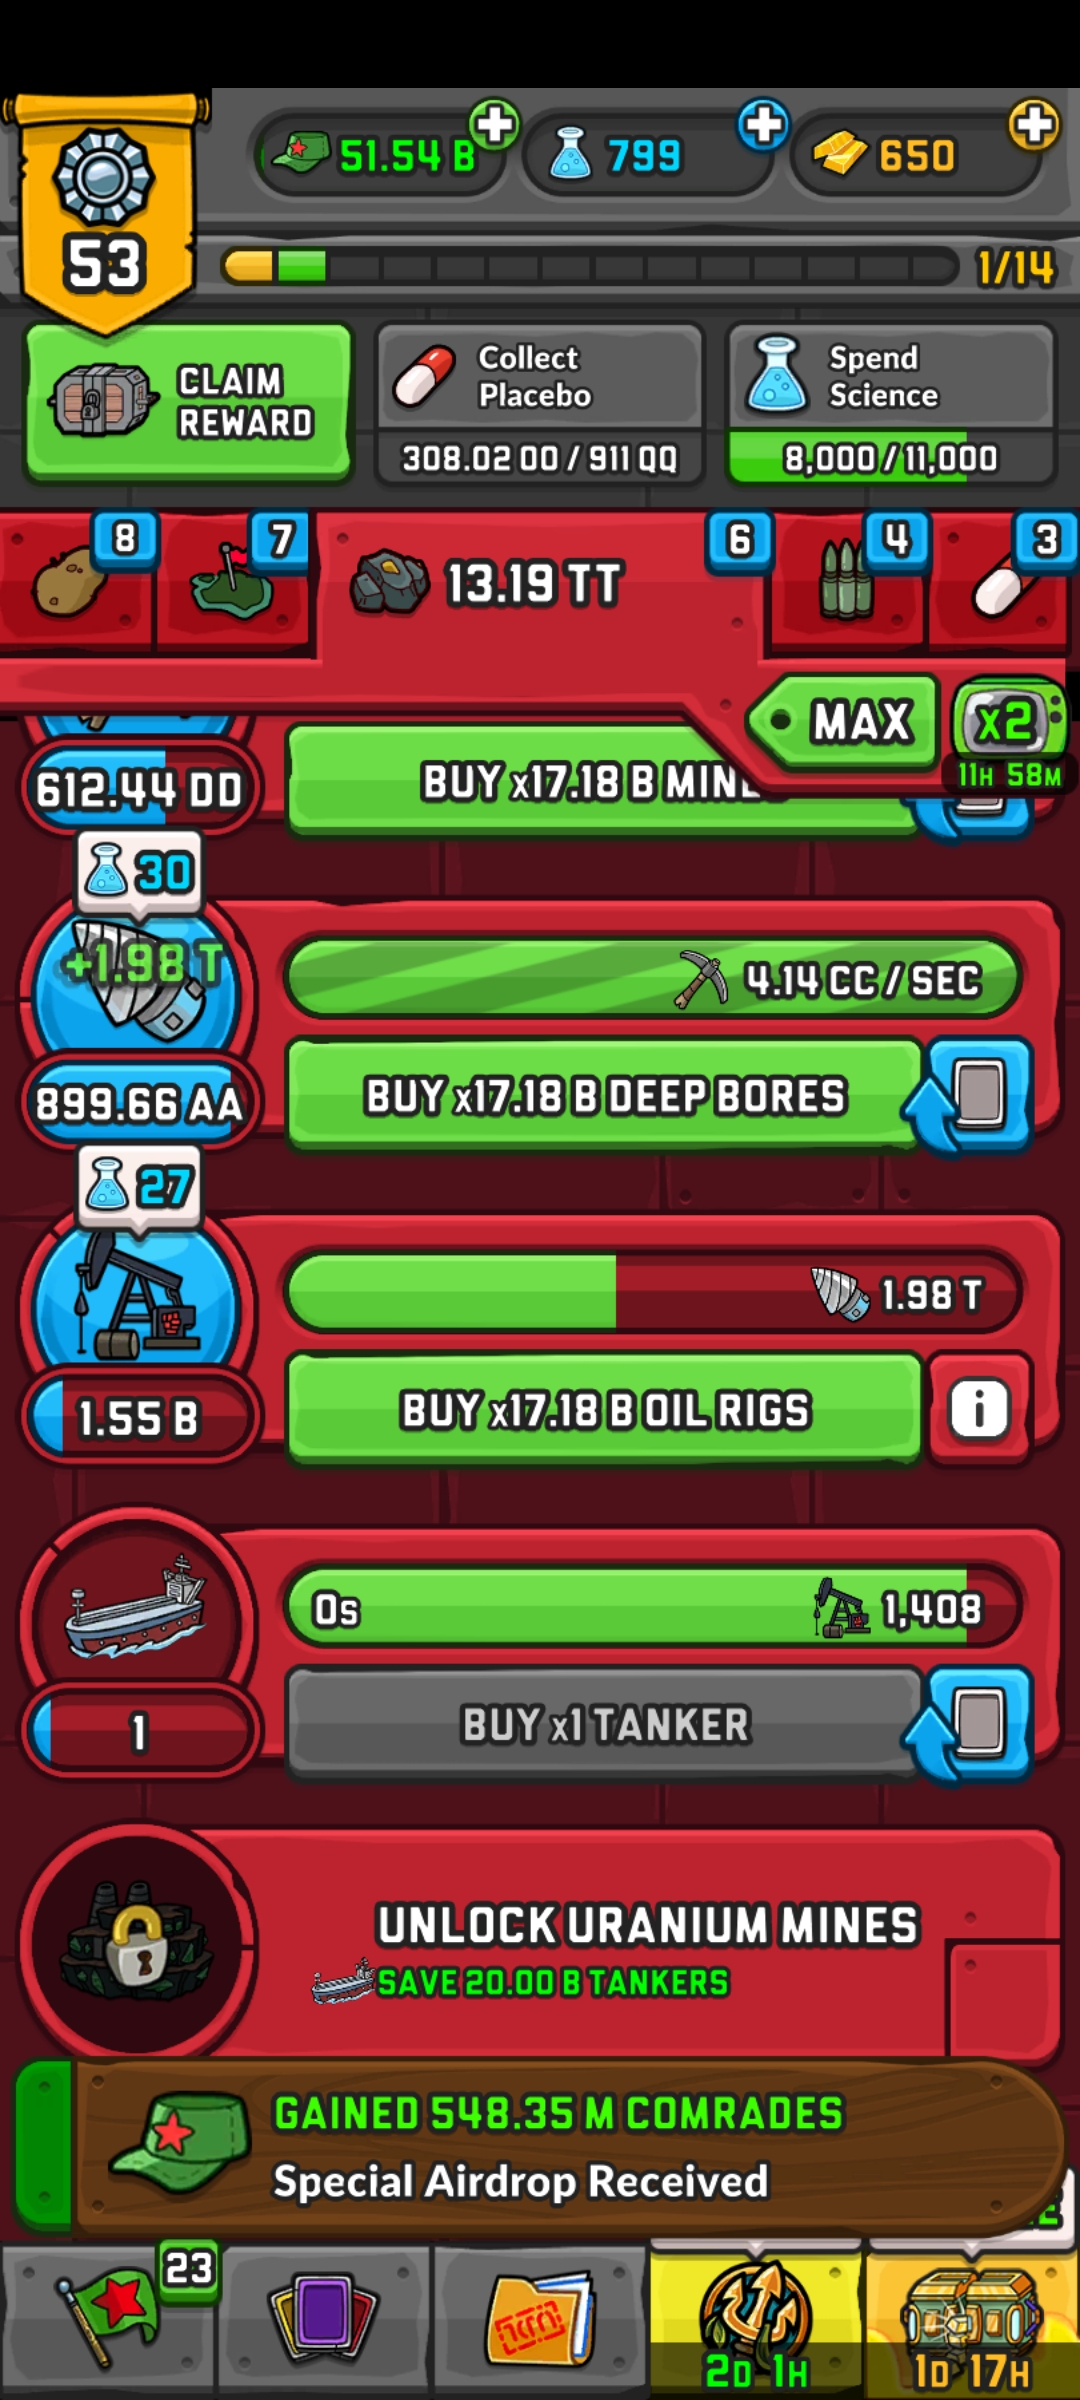 51.54 B
799
650
53
1/14
CLAIM
REWARD
Collect
Placebo
308.02 OO / 911 QQ
Spend
Science
8,000 / 11,000
8
7
13.19 TT
6
4
3
MAX
x2
11H 58M
612.44 DD
BUY x17.18 B
30
+1.98 T
4.14 CC / SEC
899.66 AA
BUY x17.18 B DEEP BORES
27
1.98 T
1.55 B
BUY x17.18 B OIL RIGS
i
0s
1,408
1
BUY x1 TANKER
UNLOCK URANIUM MINES
SAVE 20.00 B TANKERS
GAINED 548.35 M COMRADES
Special Airdrop Received
23
2D 1H
1D 17H